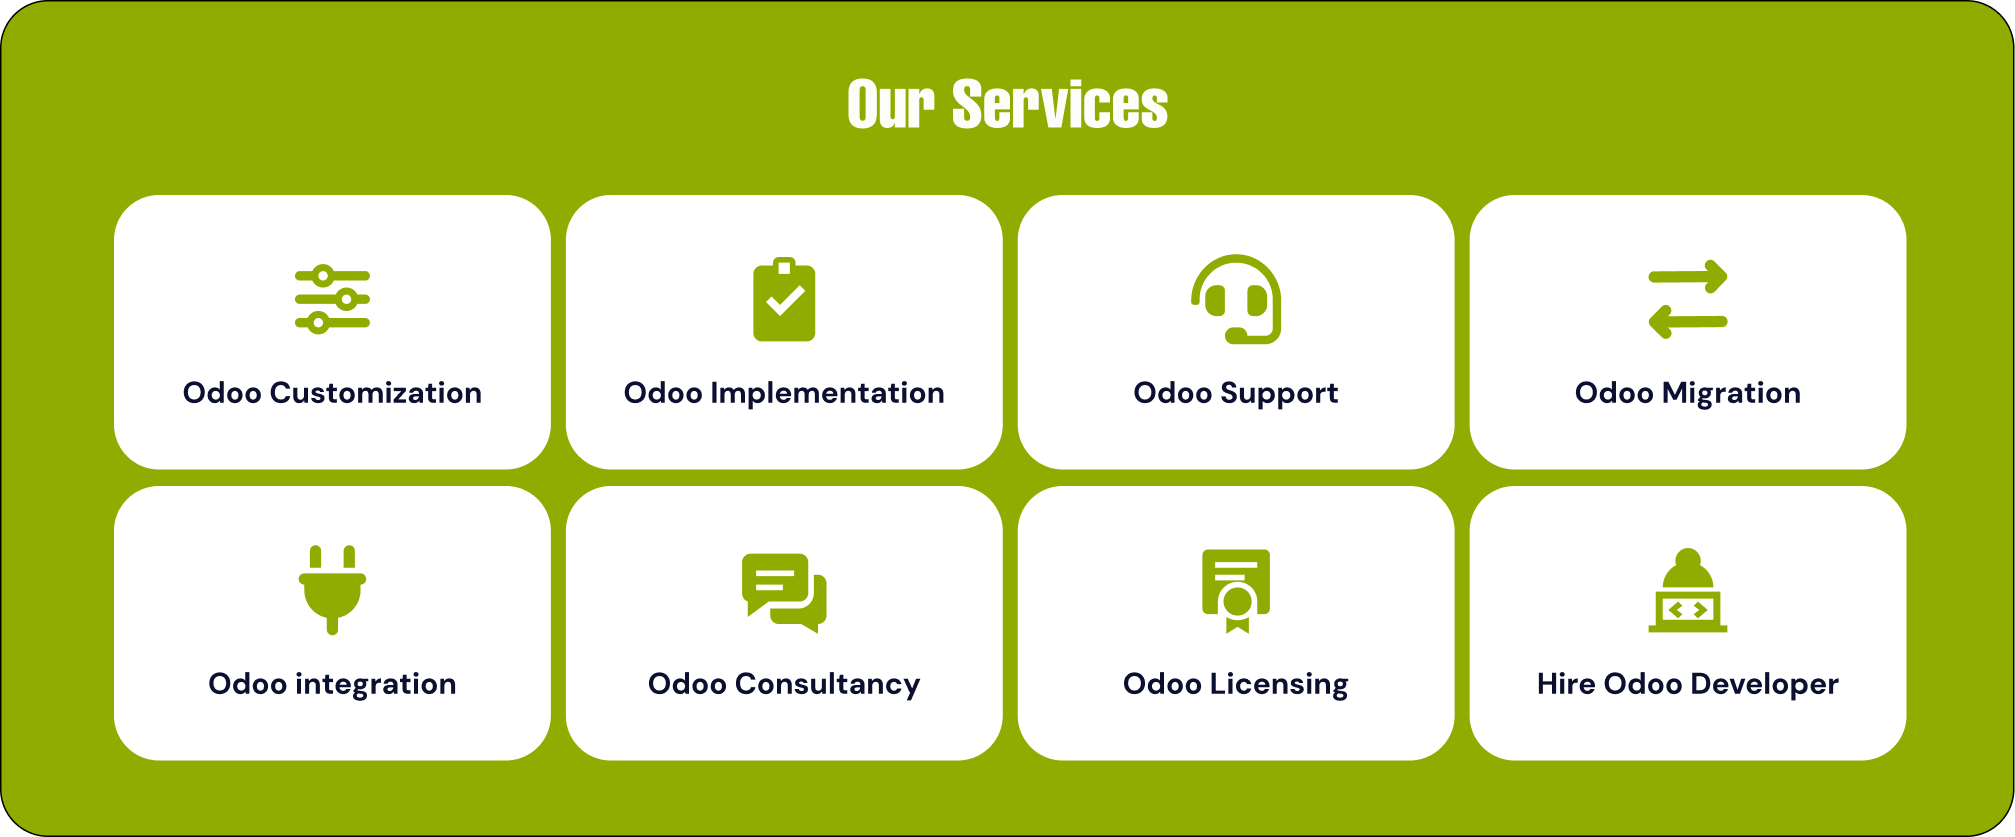 Our Services
Odoo Customization
Odoo Implementation
Odoo Support
Odoo Migration
Odoo integration
Odoo Consultancy
Odoo Licensing
Hire Odoo Developer